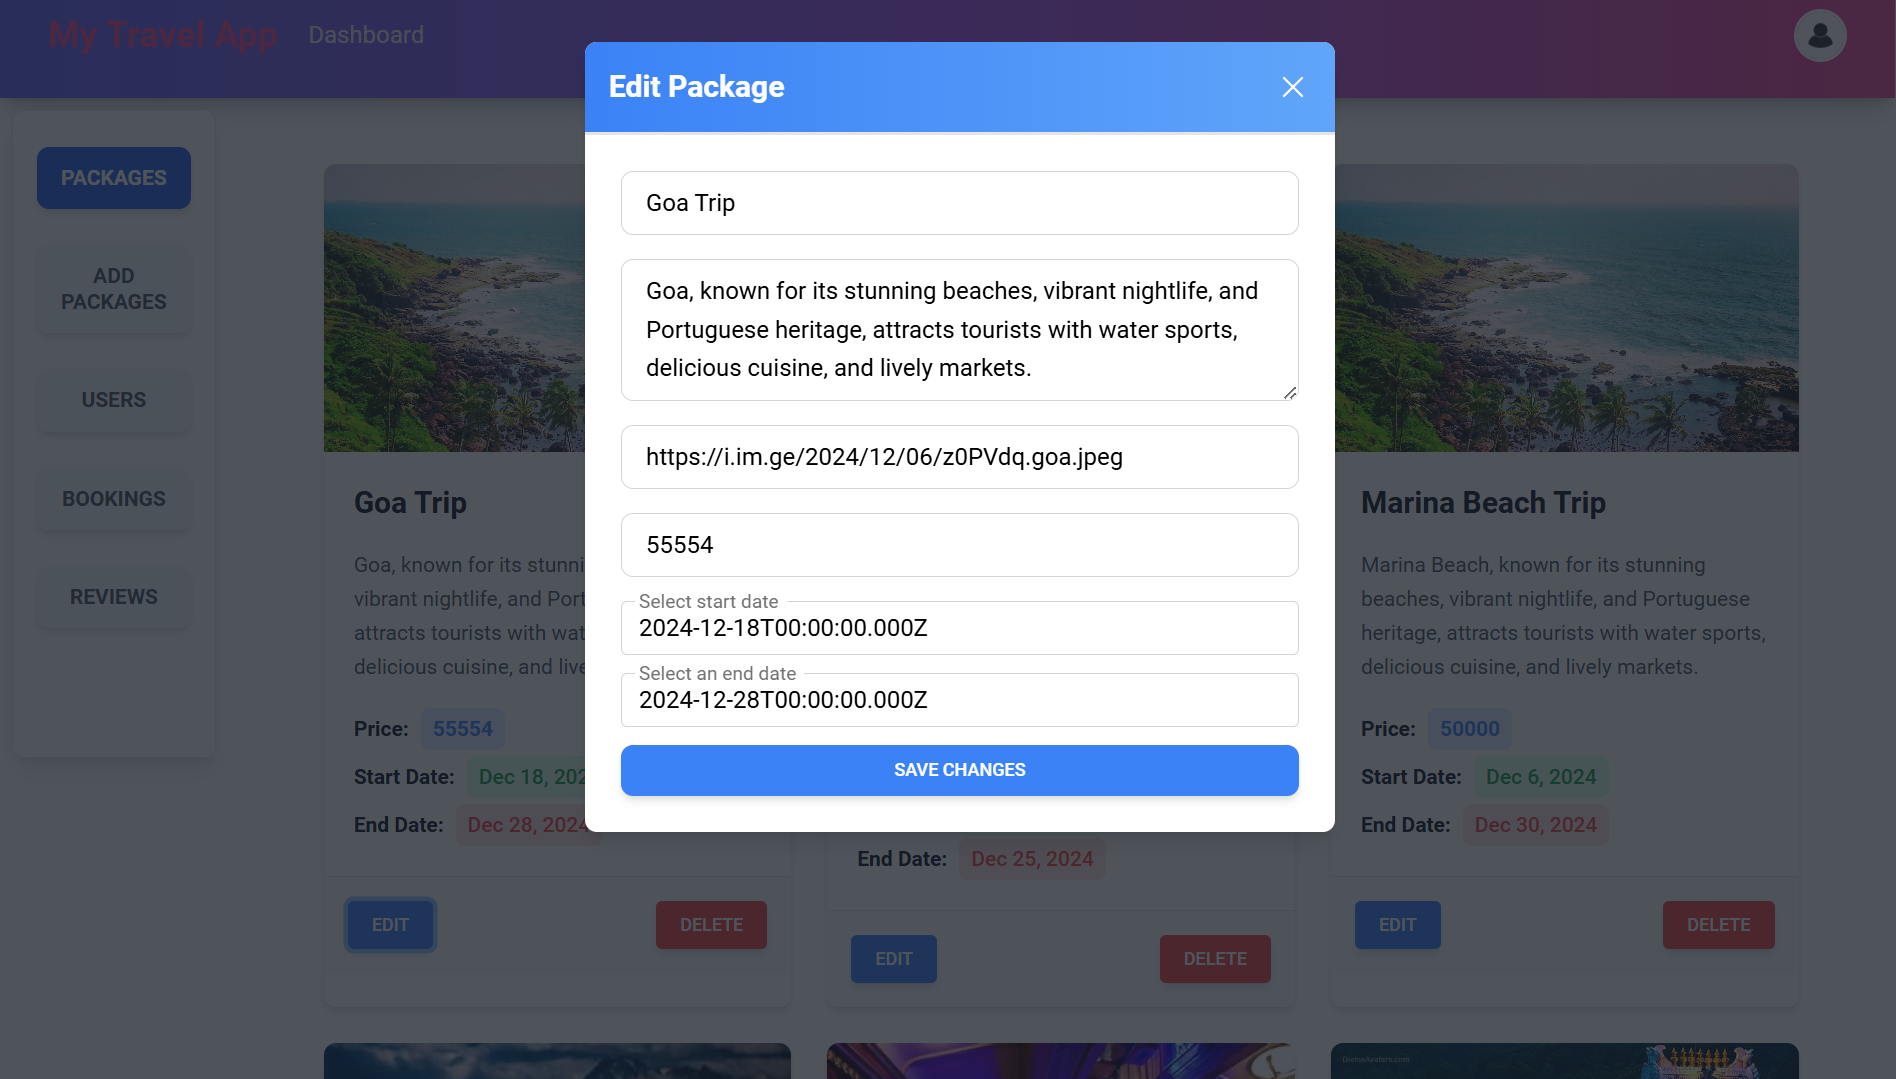 My Travel App
Dashboard
Edit Package
PACKAGES
ADD
PACKAGES
USERS
BOOKINGS
REVIEWS
Goa Trip
Goa, known for its stunning beaches, vibrant nightlife, and
Portuguese heritage, attracts tourists with water sports,
delicious cuisine, and lively markets.
https://i.im.ge/2024/12/06/z0PVdq.goa.jpeg
55554
Select start date
2024-12-18T00:00:00.000Z
Select an end date
2024-12-28T00:00:00.000Z
SAVE CHANGES
Goa Trip
Goa, known for its stunni
vibrant nightlife, and Port
attracts tourists with wat
delicious cuisine, and live
Price: 55554
Start Date: Dec 18, 202
End Date: Dec 28, 2024
EDIT
DELETE
End Date: Dec 25, 2024
EDIT
DELETE
Marina Beach Trip
Marina Beach, known for its stunning
beaches, vibrant nightlife, and Portuguese
heritage, attracts tourists with water sports,
delicious cuisine, and lively markets.
Price: 50000
Start Date: Dec 6, 2024
End Date: Dec 30, 2024
EDIT
DELETE